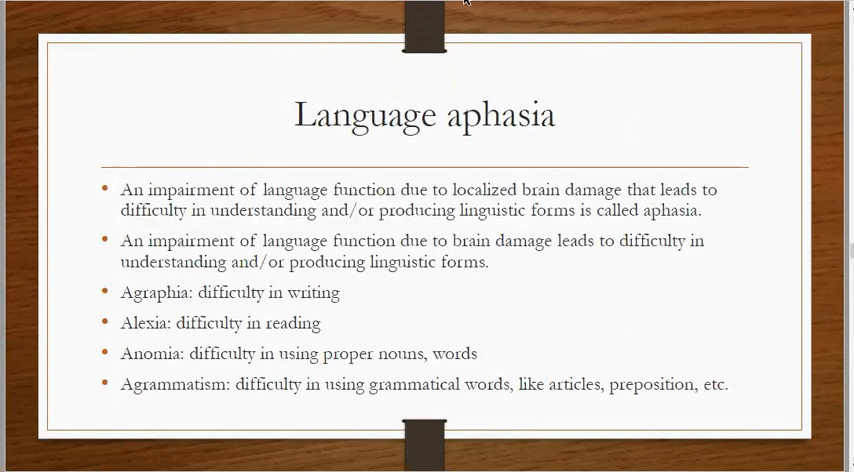 Language aphasia
• An impairment of language function due to localized brain damage that leads to
difficulty in understanding and/or producing linguistic forms is called aphasia.
• An impairment of language function due to brain damage leads to difficulty in
understanding and/or producing linguistic forms.
• Agraphia: difficulty in writing
• Alexia: difficulty in reading
• Anomia: difficulty in using proper nouns, words
• Agrammatism: difficulty in using grammatical words, like articles, preposition, etc.